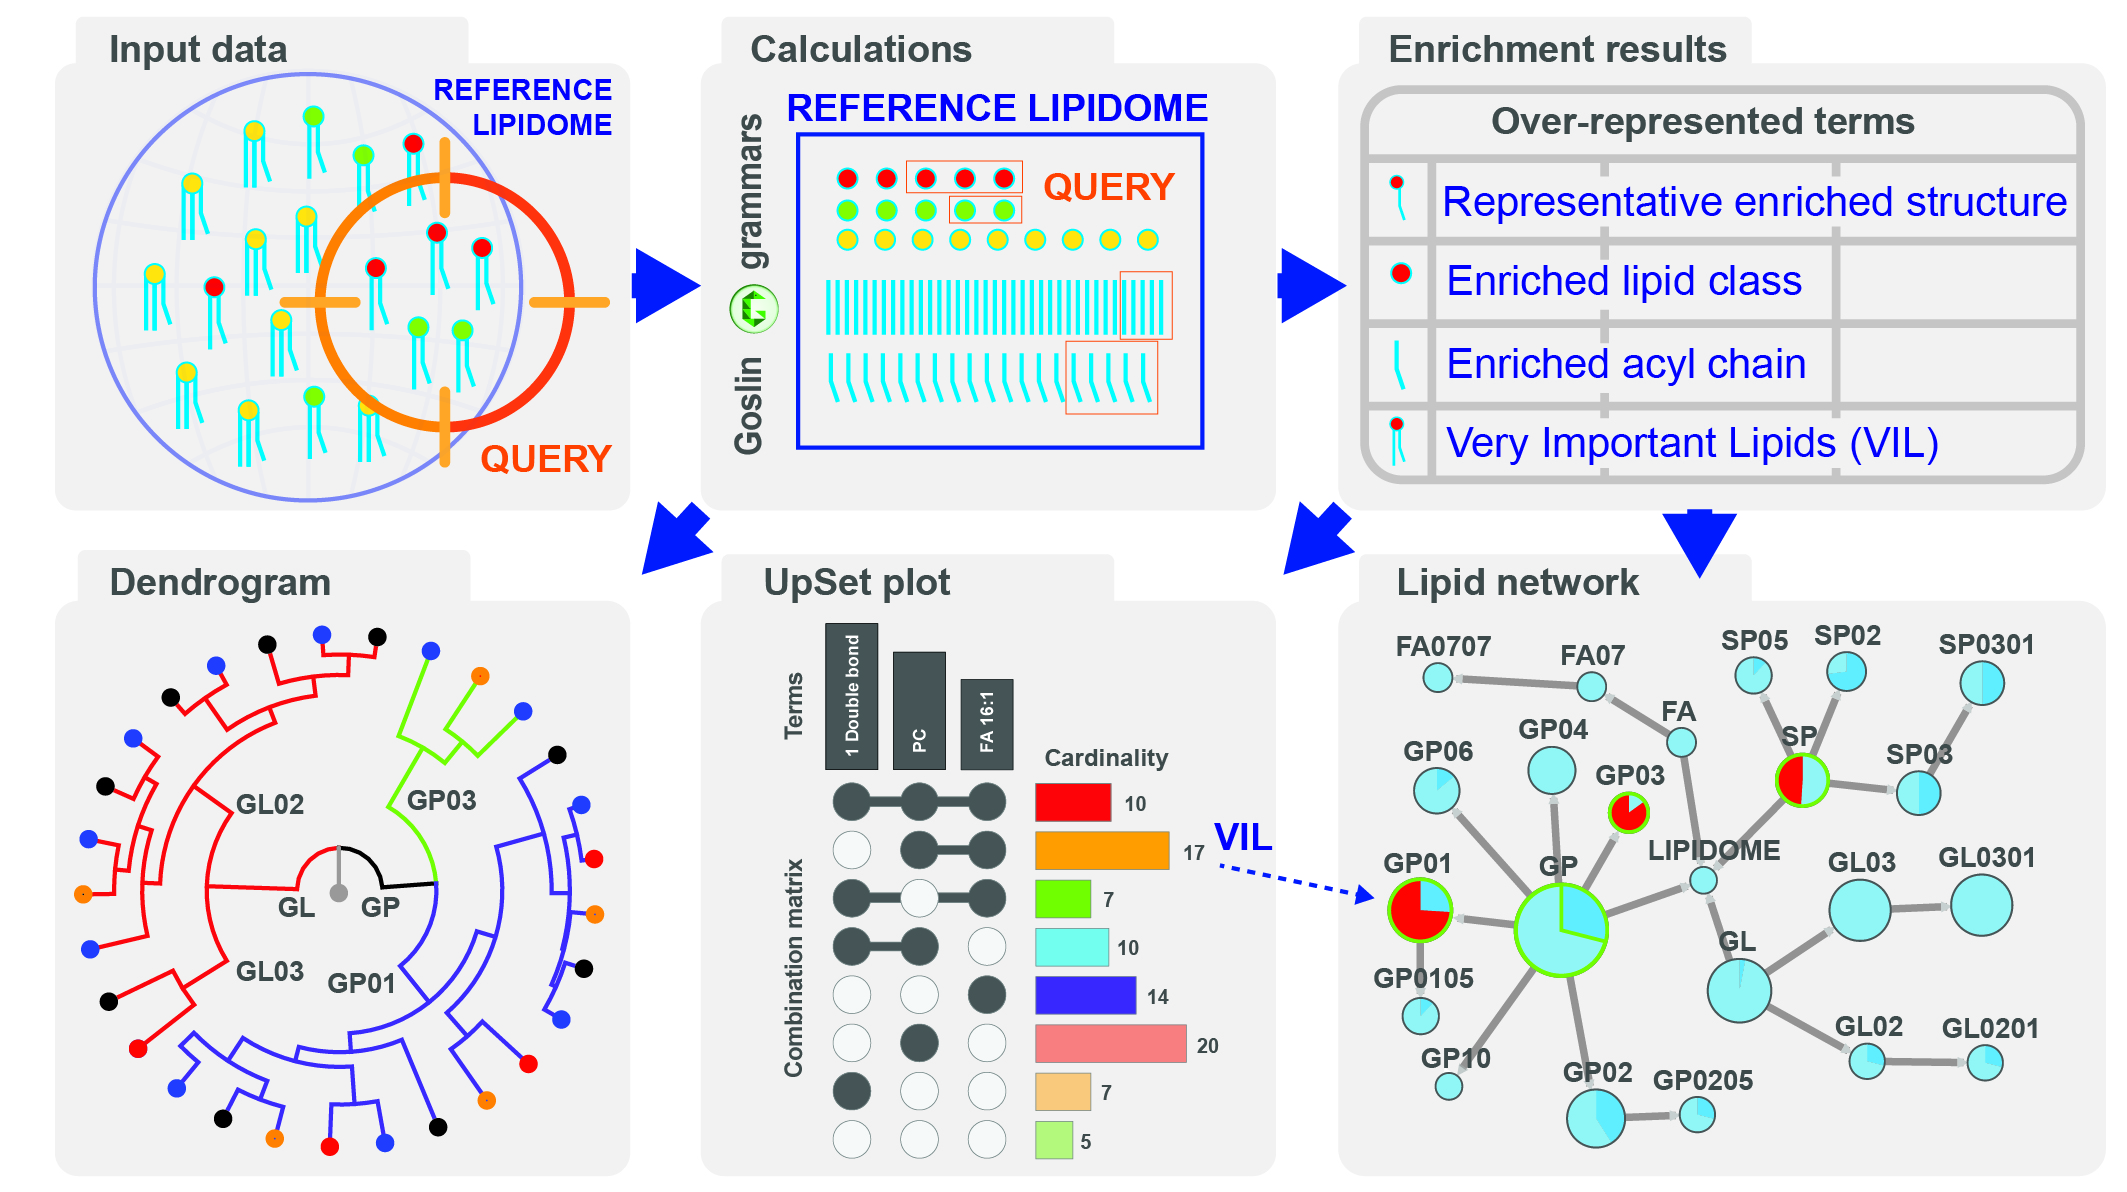 Input data
REFERENCE
LIPIDOME
QUERY
Calculations
REFERENCE LIPIDOME
QUERY
Goslin grammars
Enrichment results
Over-represented terms
Representative enriched structure
Enriched lipid class
Enriched acyl chain
Very Important Lipids (VIL)
Dendrogram
GL02
GP03
GL
GP
GL03
GP01
UpSet plot
Terms
1 Double bond
PC
FA 16:1
Cardinality
Combination matrix
10
17
7
10
14
20
7
5
VIL
Lipid network
FA0707
FA07
SP05
SP02
SP0301
FA
GP06
GP04
SP
GP03
SP03
LIPIDOME
GP01
GP
GL03
GL0301
GL
GP0105
GP10
GL02
GL0201
GP02
GP0205